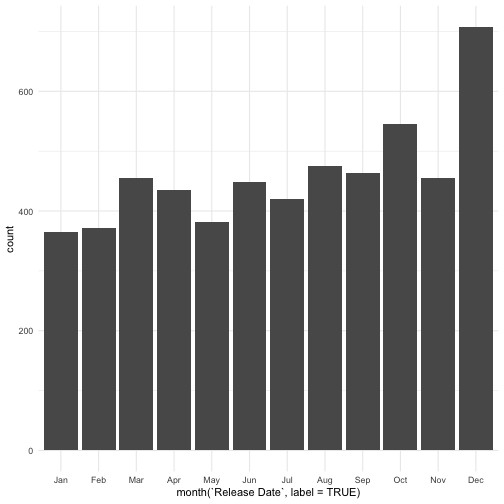 count
600
400
200
0
Jan Feb Mar Apr May Jun Jul Aug Sep Oct Nov Dec
month(`Release Date`, label = TRUE)